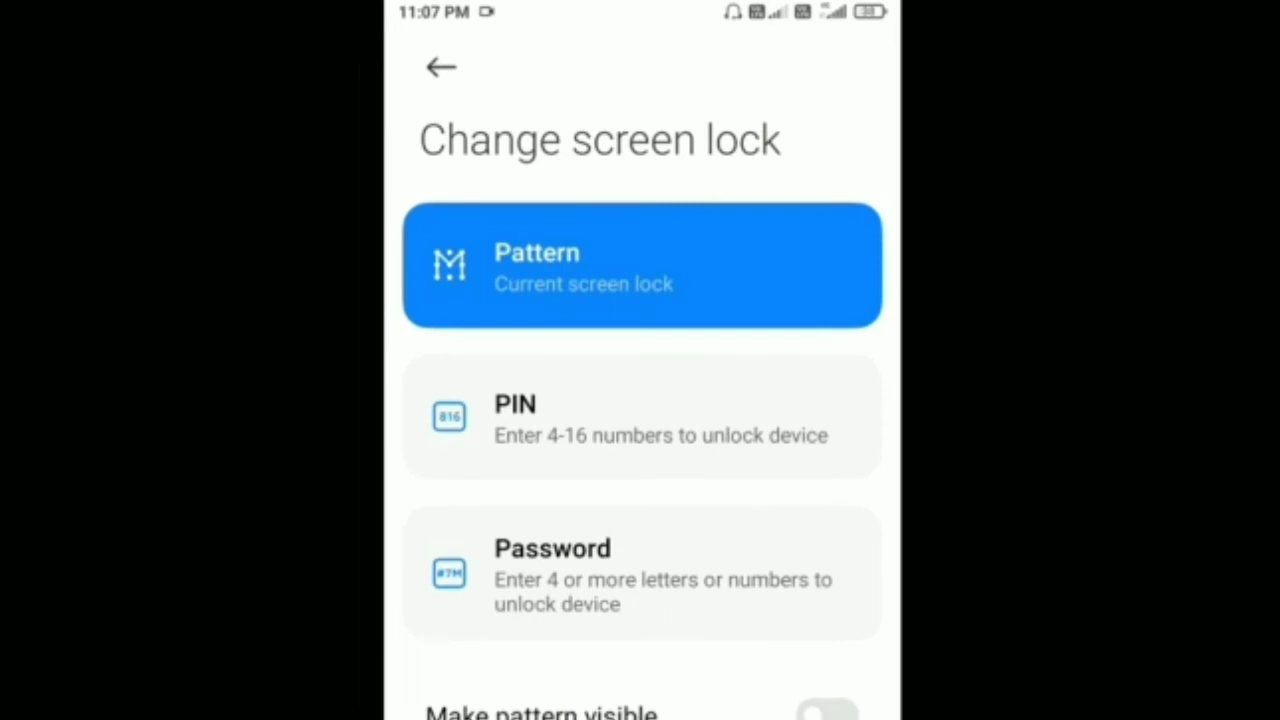 11:07 PM
Change screen lock
Pattern
Current screen lock
816
PIN
Enter 4-16 numbers to unlock device
Password
#7M
Enter 4 or more letters or numbers to
unlock device
Make pattern visible